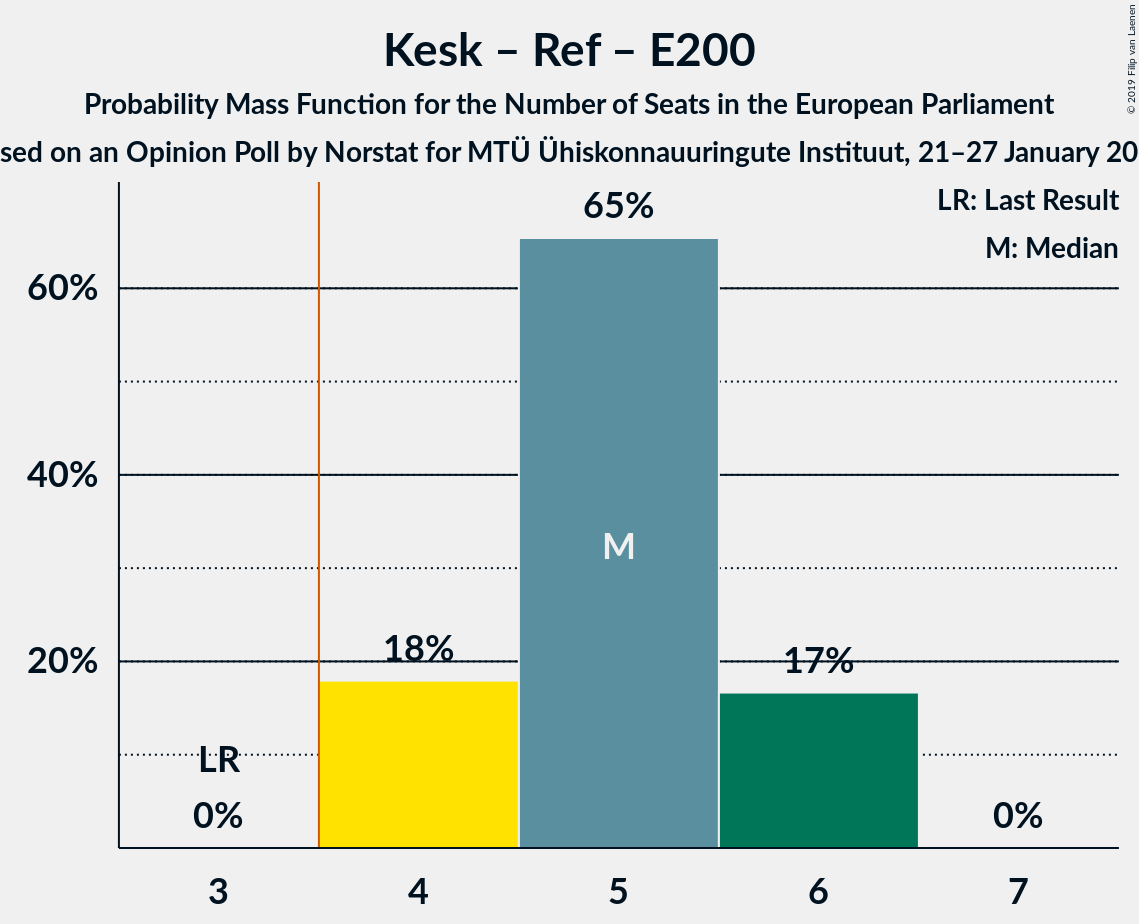 Kesk – Ref – E200
Probability Mass Function for the Number of Seats in the European Parliament
sed on an Opinion Poll by Norstat for MTÜ Ühiskonnauuringute Instituut, 21–27 January 20
© 2019 Filip van Laenen
LR: Last Result
M: Median
65%
60%
40%
M
20%
18%
17%
LR
0%
0%
3 4 5 6 7